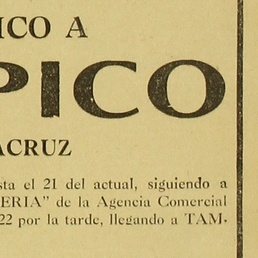 ICO A
PICO
ACRUZ
sta el 21 del actual, siguiendo a
ERIA" de la Agencia Comercial
22 por la tarde, llegando a TAM-